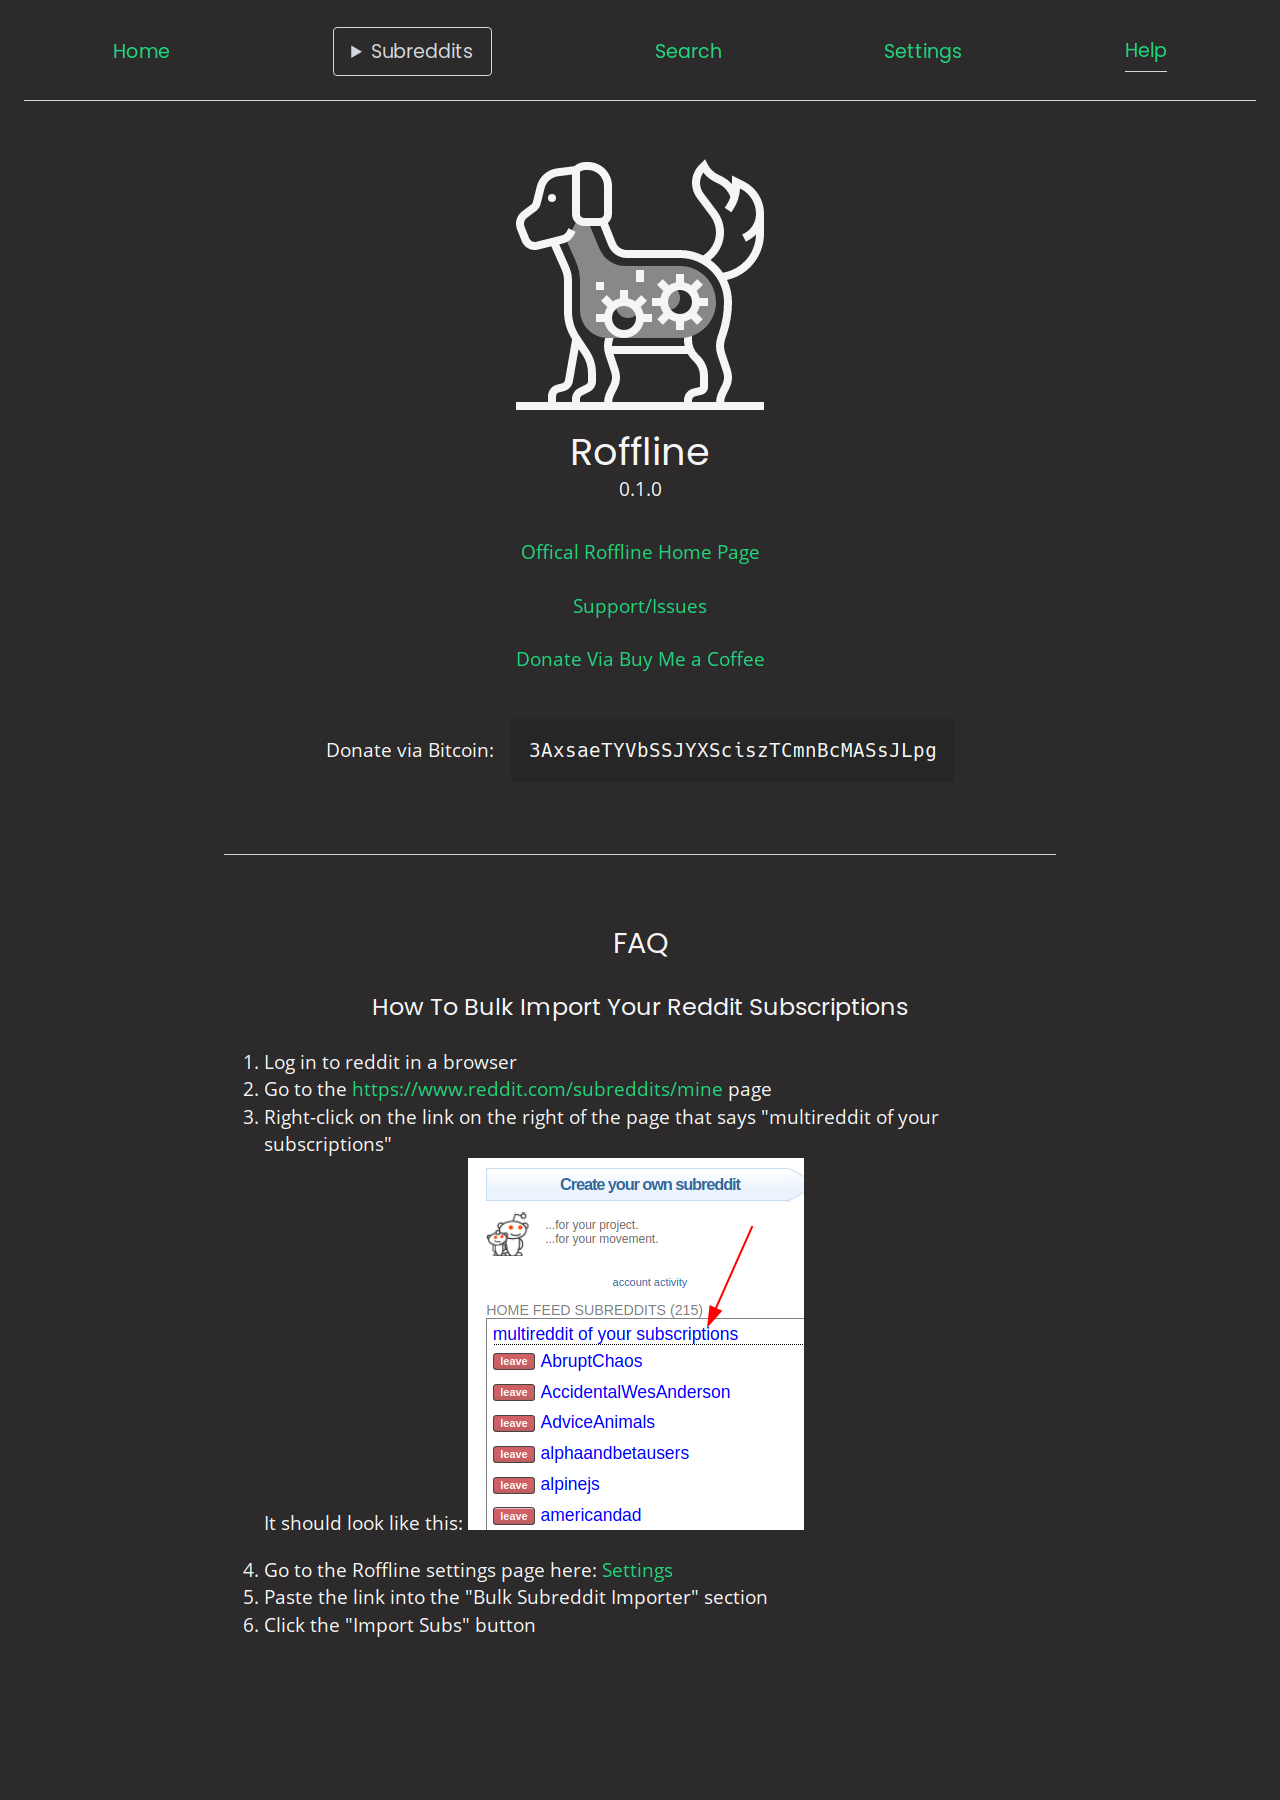 Home
Subreddits
Search
Settings
Help
Roffline
0.1.0
Offical Roffline Home Page
Support/Issues
Donate Via Buy Me a Coffee
Donate via Bitcoin: 3AxsaeTYVbSSJYXSciszTCmnBcMASsJLpg
FAQ
How To Bulk Import Your Reddit Subscriptions
1. Log in to reddit in a browser
2. Go to the https://www.reddit.com/subreddits/mine page
3. Right-click on the link on the right of the page that says "multireddit of your
subscriptions"
Create your own subreddit
...for your project.
...for your movement.
account activity
HOME FEED SUBREDDITS (215)
multireddit of your subscriptions
leave AbruptChaos
leave AccidentalWesAnderson
leave AdviceAnimals
leave alphaandbetausers
leave alpinejs
leave americandad
It should look like this:
4. Go to the Roffline settings page here: Settings
5. Paste the link into the "Bulk Subreddit Importer" section
6. Click the "Import Subs" button